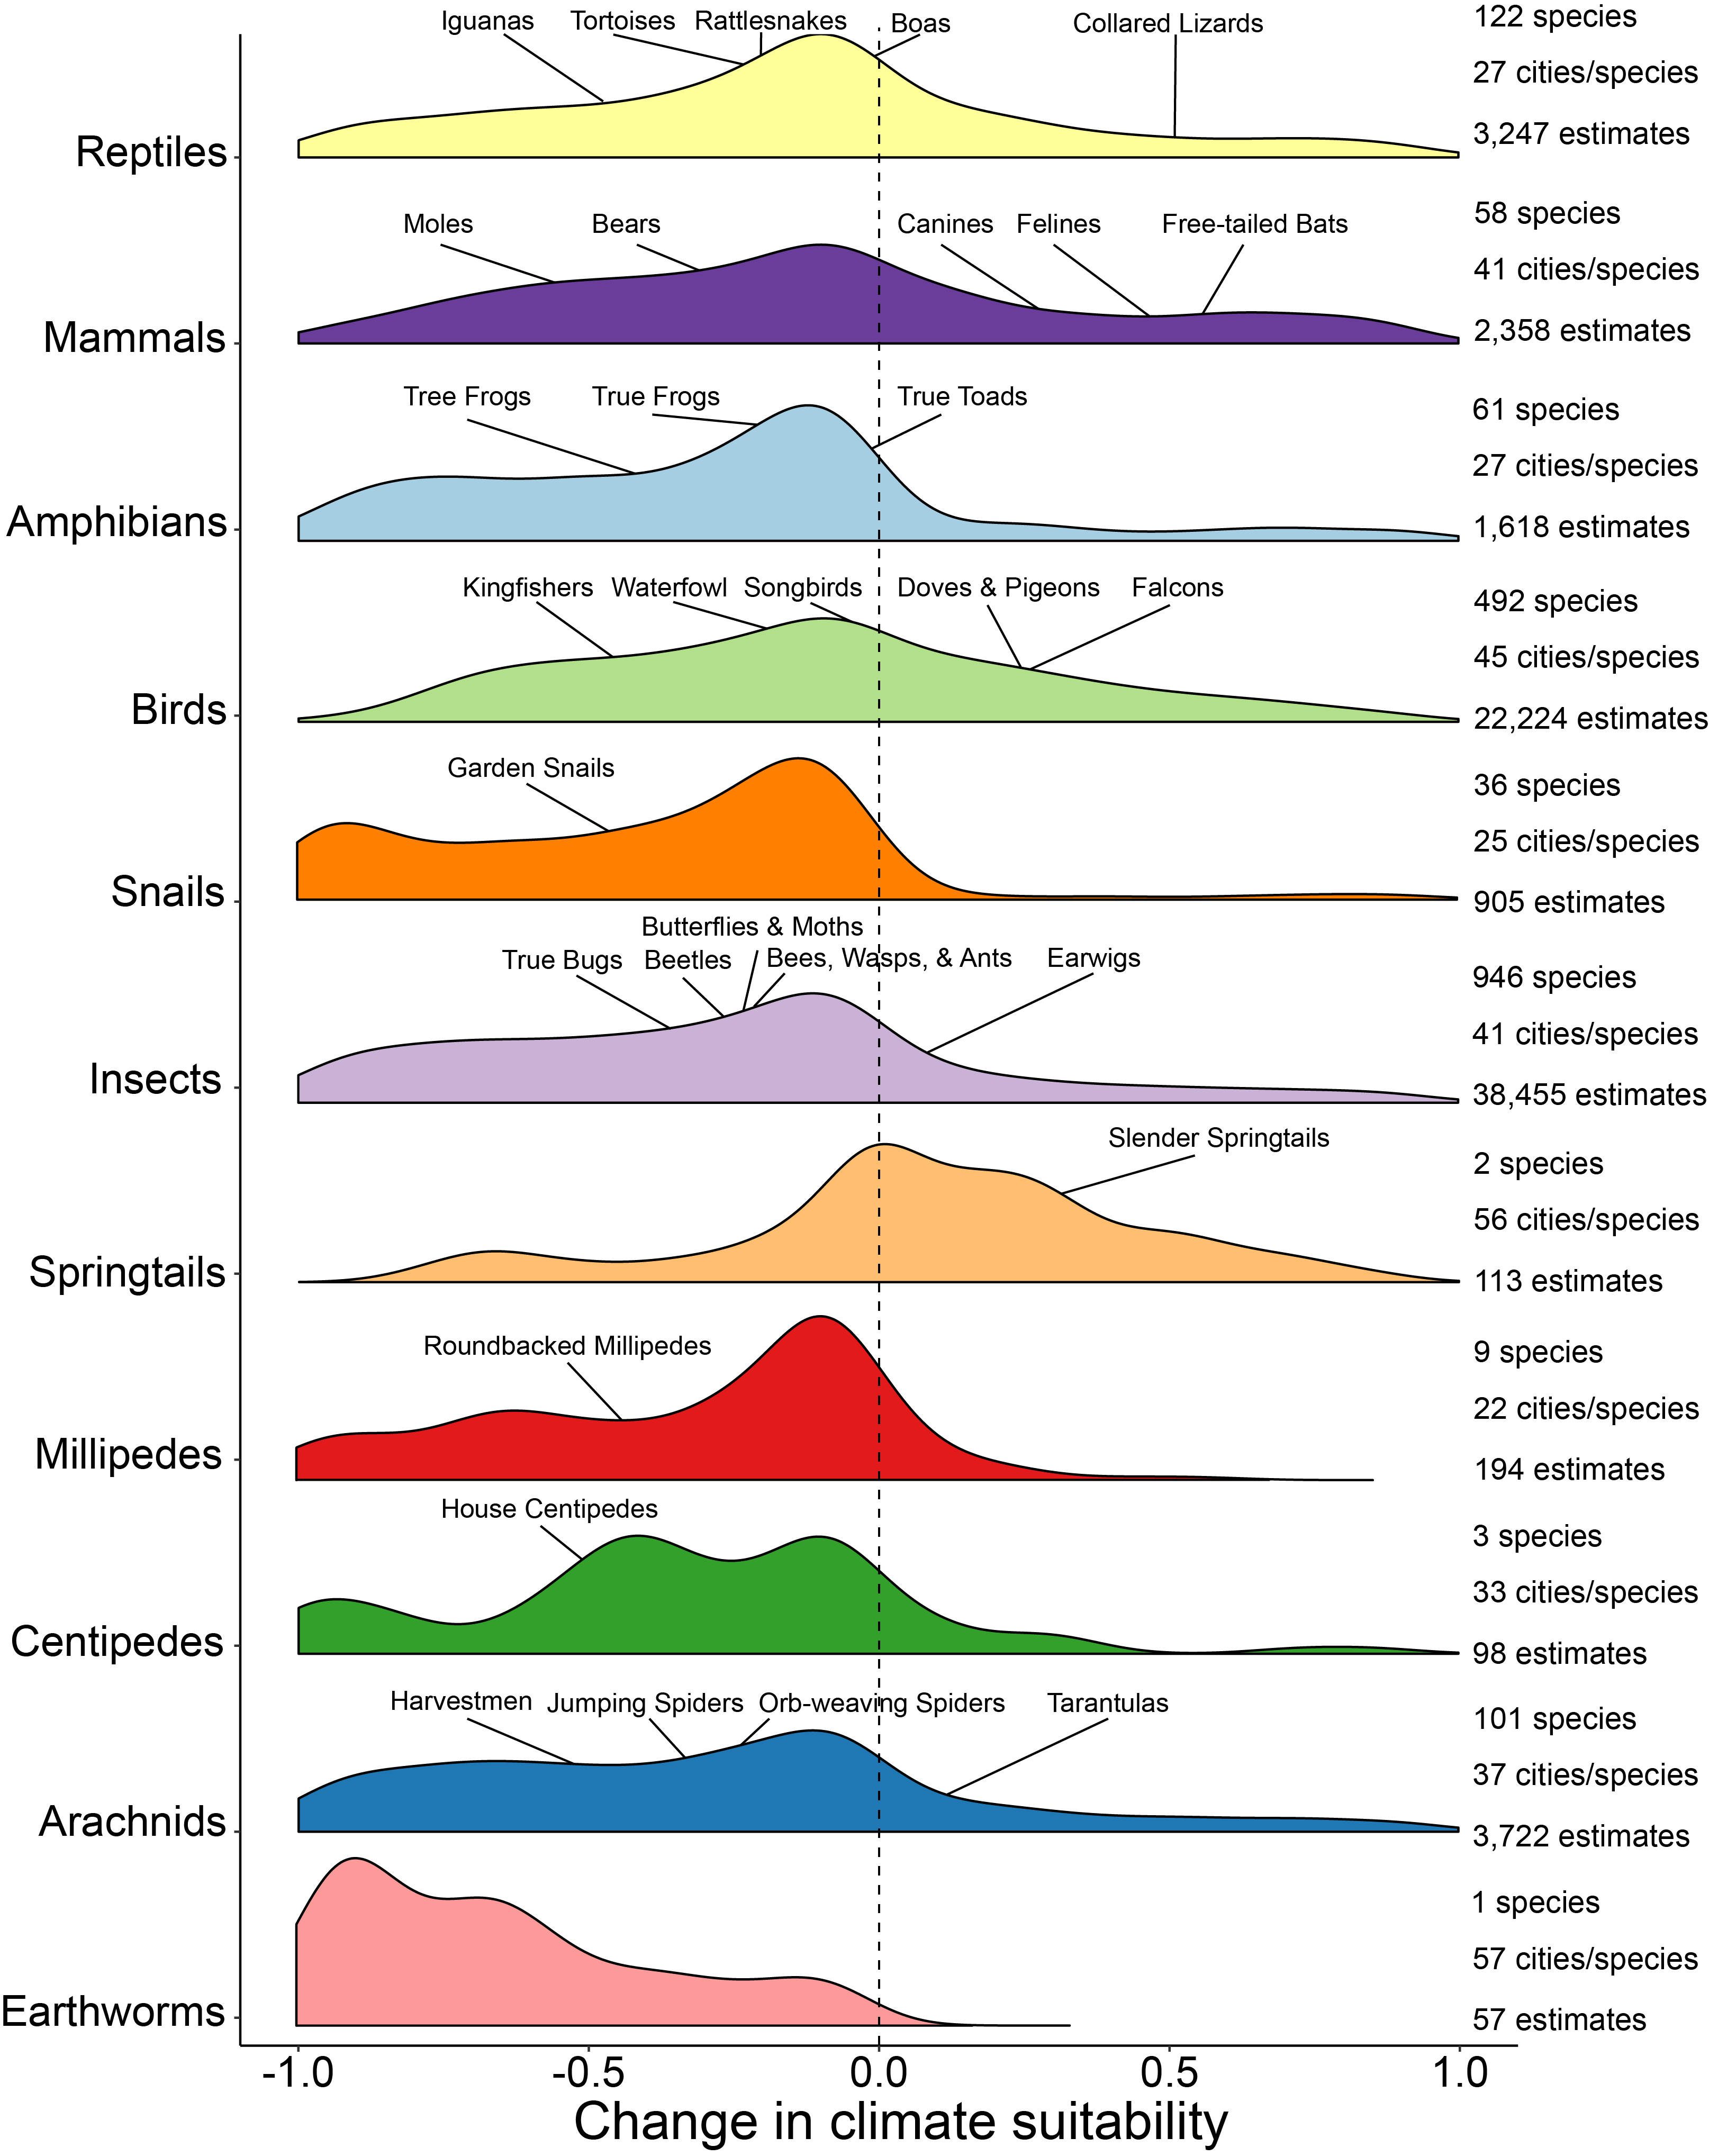 Iguanas Tortoises Rattlesnakes Boas Collared Lizards
122 species
27 cities/species
3,247 estimates
Reptiles
Moles Bears Canines Felines Free-tailed Bats
58 species
41 cities/species
2,358 estimates
Mammals
Tree Frogs True Frogs True Toads
61 species
27 cities/species
1,618 estimates
Amphibians
Kingfishers Waterfowl Songbirds Doves & Pigeons Falcons
492 species
45 cities/species
22,224 estimates
Birds
Garden Snails
36 species
25 cities/species
905 estimates
Snails
Butterflies & Moths
True Bugs Beetles Bees, Wasps, & Ants Earwigs
946 species
41 cities/species
38,455 estimates
Insects
Slender Springtails
2 species
56 cities/species
113 estimates
Springtails
Roundbacked Millipedes
9 species
22 cities/species
194 estimates
Millipedes
House Centipedes
3 species
33 cities/species
98 estimates
Centipedes
Harvestmen Jumping Spiders Orb-weaving Spiders Tarantulas
101 species
37 cities/species
3,722 estimates
Arachnids
1 species
57 cities/species
57 estimates
Earthworms
-1.0 -0.5 0.0 0.5 1.0
Change in climate suitability